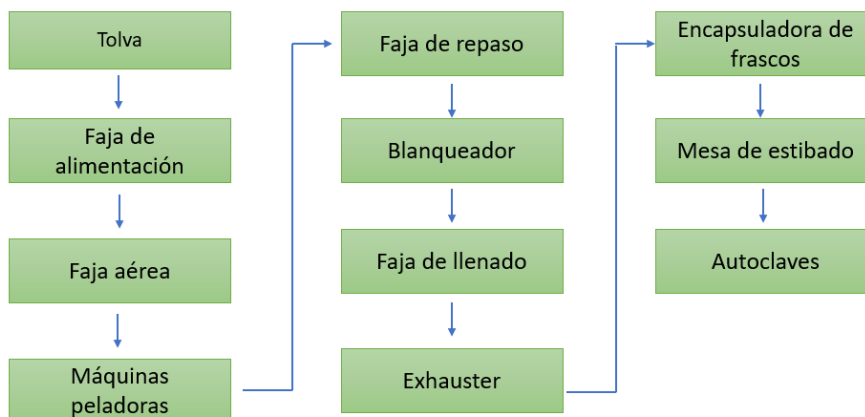 Tolva
Faja de
alimentación
Faja aérea
Máquinas
peladoras
Faja de repaso
Blanqueador
Faja de llenado
Exhauster
Encapsuladora de
frascos
Mesa de estibado
Autoclaves